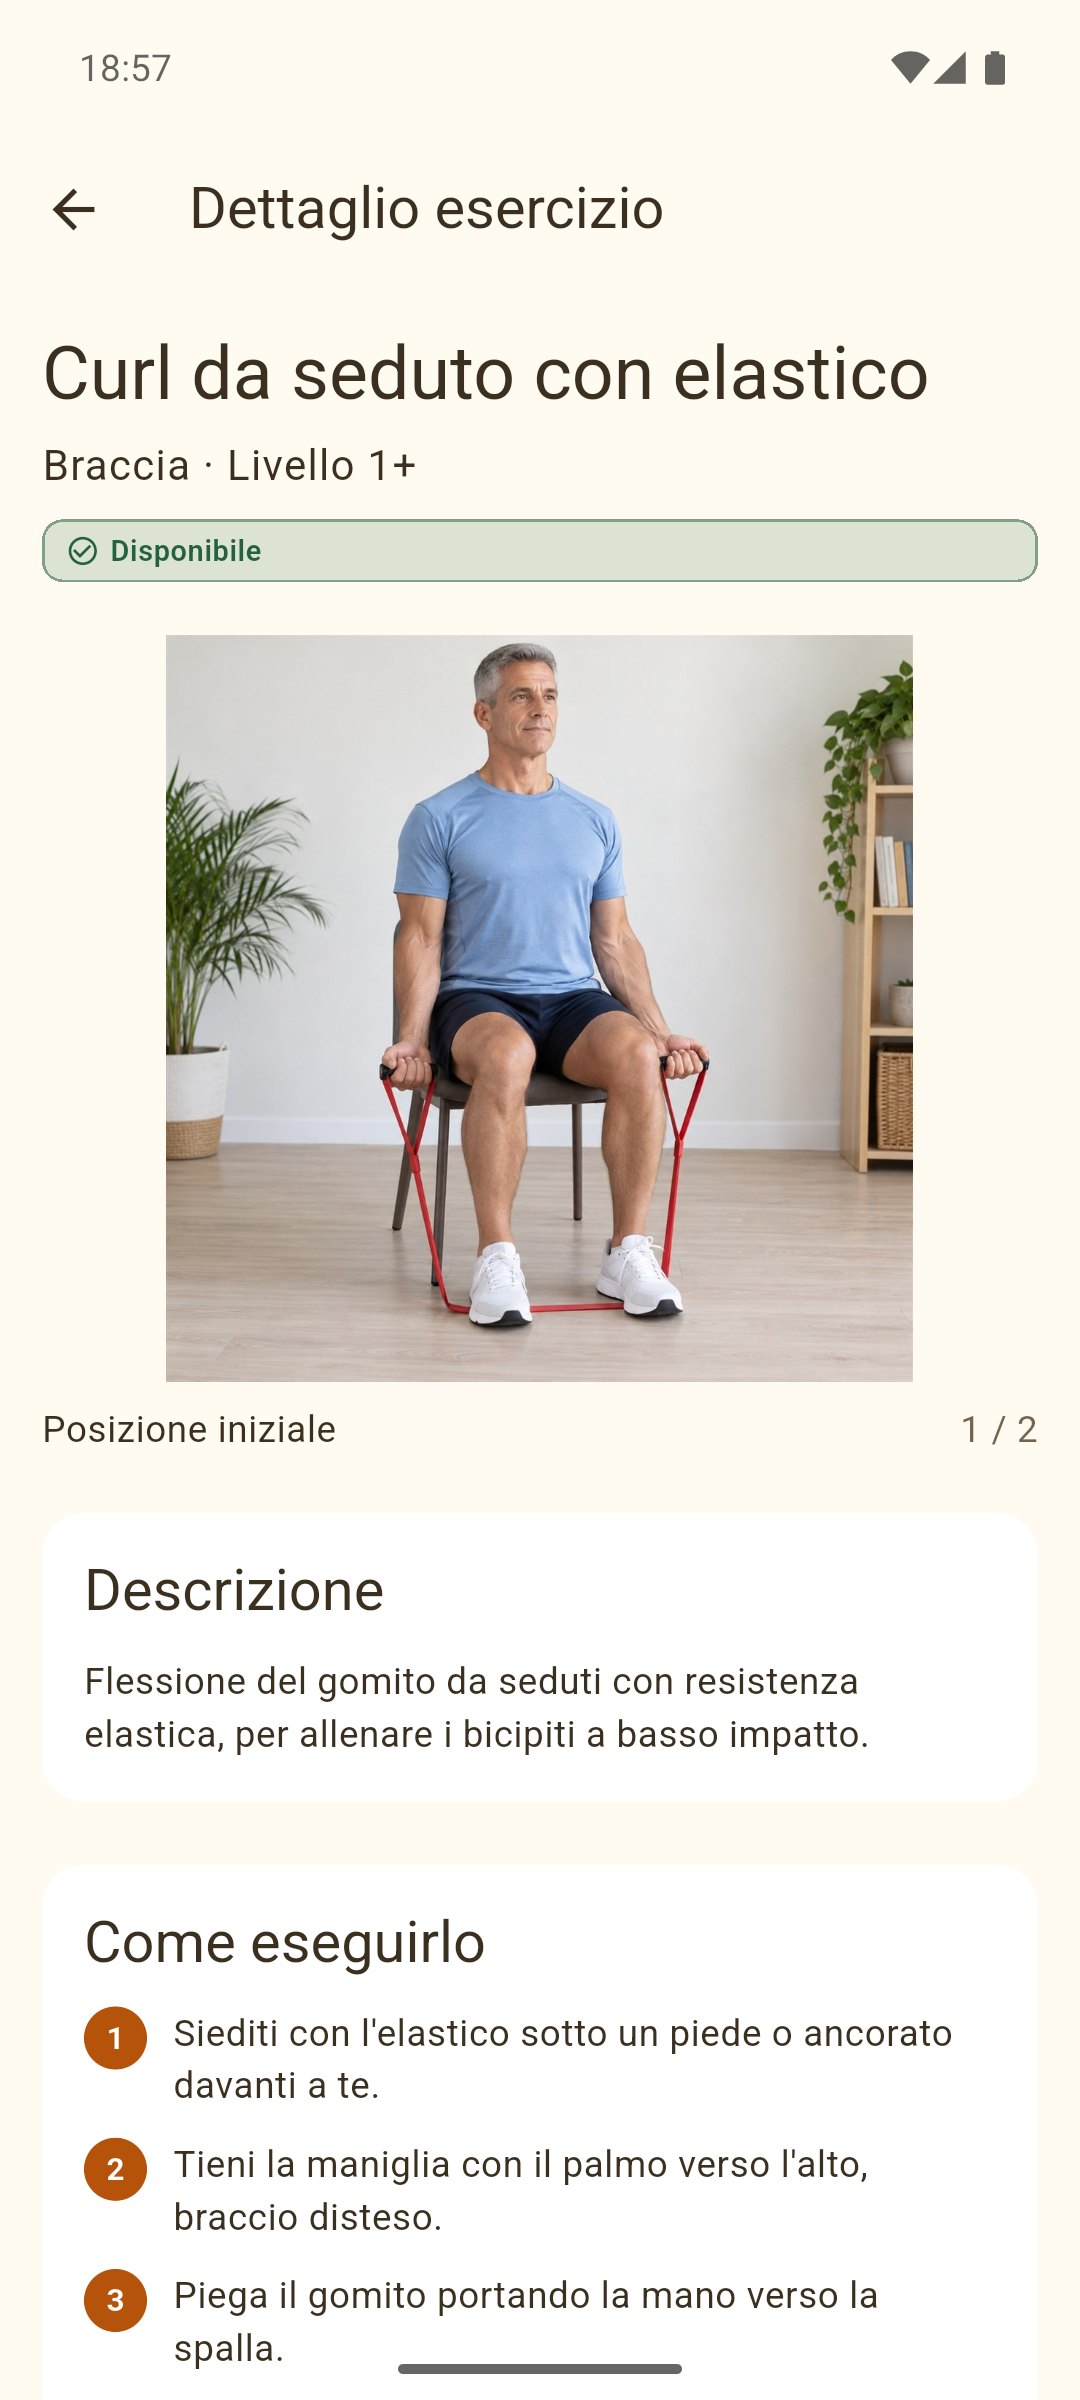 18:57
Dettaglio esercizio
Curl da seduto con elastico
Braccia · Livello 1+
Disponibile
Posizione iniziale
1 / 2
Descrizione
Flessione del gomito da seduti con resistenza
elastica, per allenare i bicipiti a basso impatto.
Come eseguirlo
1 Siediti con l'elastico sotto un piede o ancorato
davanti a te.
2 Tieni la maniglia con il palmo verso l'alto,
braccio disteso.
3 Piega il gomito portando la mano verso la
spalla.